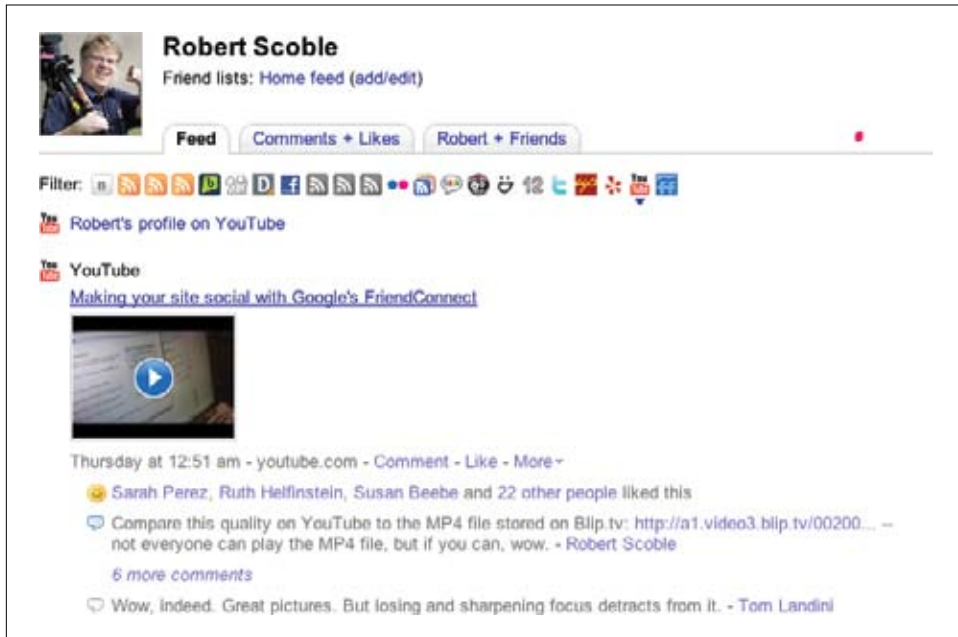 Robert Scoble
Friend lists: Home feed (add/edit)
Feed
Comments + Likes
Robert + Friends
Filter:
Robert's profile on YouTube
YouTube
Making your site social with Google's FriendConnect
Thursday at 12:51 am - youtube.com - Comment - Like - More
Sarah Perez, Ruth Helfinstein, Susan Beebe and 22 other people liked this
Compare this quality on YouTube to the MP4 file stored on Blip.tv: http://a1.video3.blip.tv/00200... --
not everyone can play the MP4 file, but if you can, wow. - Robert Scoble
6 more comments
Wow, indeed. Great pictures. But losing and sharpening focus detracts from it. - Tom Landini